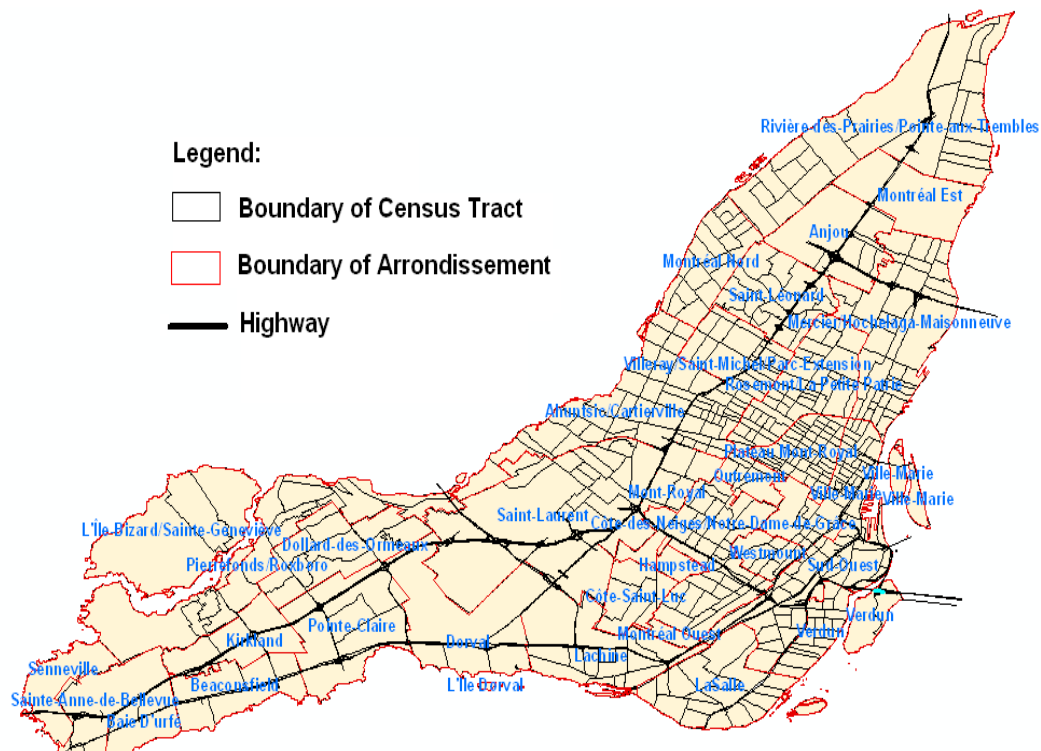 Rivière-des-Prairies/Pointe-aux-Trembles
Legend:
Montréal Est
Boundary of Census Tract
Anjou
Boundary of Arrondissement
Montréal Nord
Saint-Léonard
Highway
Mercier/Hochelaga-Maisonneuve
Villeray/Saint-Michel/Parc-Extension
Rosemont/La Petite Patrie
Ahuntsic/Cartierville
Plateau Mont-Royal
Outremont
Ville-Marie
Mont-Royal
Ville-Marie
Ville-Marie
Saint-Laurent
Côte-des-Neiges/Notre-Dame-de-Grâce
L'Île Bizard/Sainte-Geneviève
Dollard-des-Ormeaux
Westmount
Pierrefonds/Roxboro
Hampstead
Sud-Ouest
Côte-Saint-Luc
Verdun
Pointe-Claire
Verdun
Montréal Ouest
Kirkland
Dorval
Lachine
Senneville
Beaconsfield
L'Île Dorval
LaSalle
Sainte-Anne-de-Bellevue
Baie D'urfé